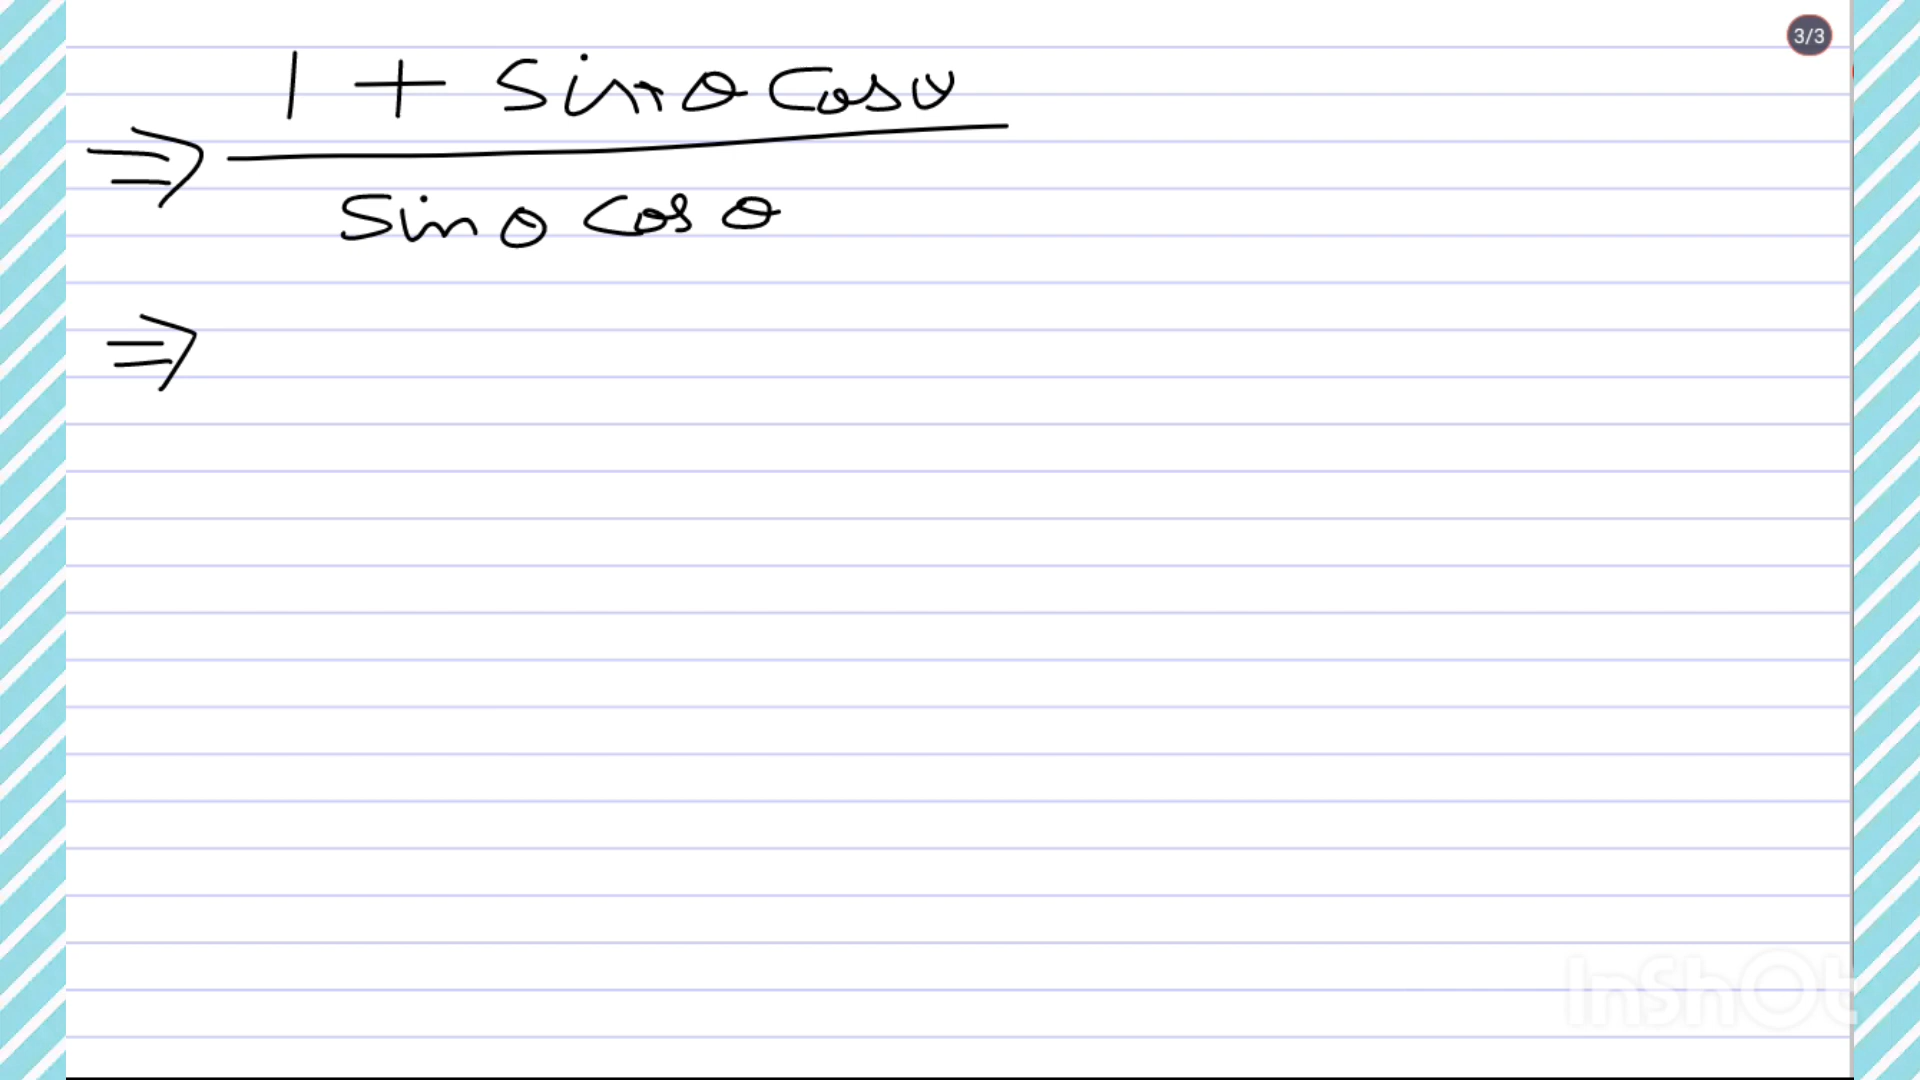 3/3
1 + sinθ cosθ
⇒
sinθ cosθ
⇒
InShOt